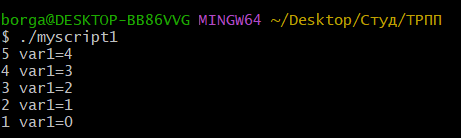 borga@DESKTOP-BB86VVG MINGW64 ~/Desktop/Студ/ТРПП
$ ./myscript1
5 var1=4
4 var1=3
3 var1=2
2 var1=1
1 var1=0